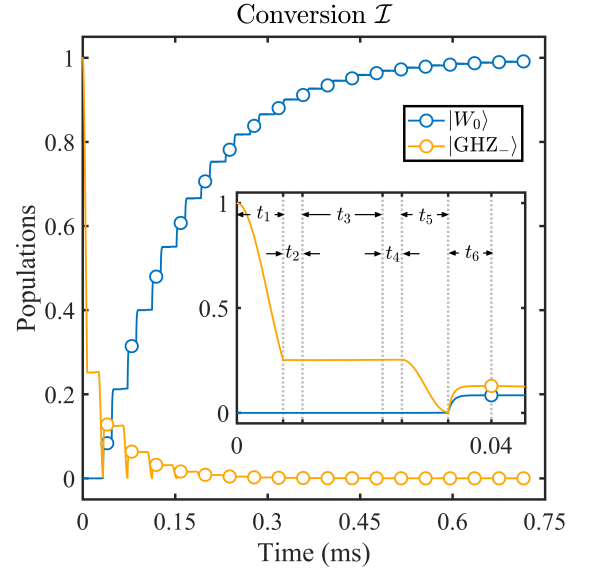 Conversion 𝓘
Populations
1
0.8
0.6
0.4
0.2
0
|W₀⟩
|GHZ₋⟩
1
0.5
0
t₁
t₃
t₅
t₂
t₄
t₆
0
0.04
0
0.15
0.3
0.45
0.6
0.75
Time (ms)